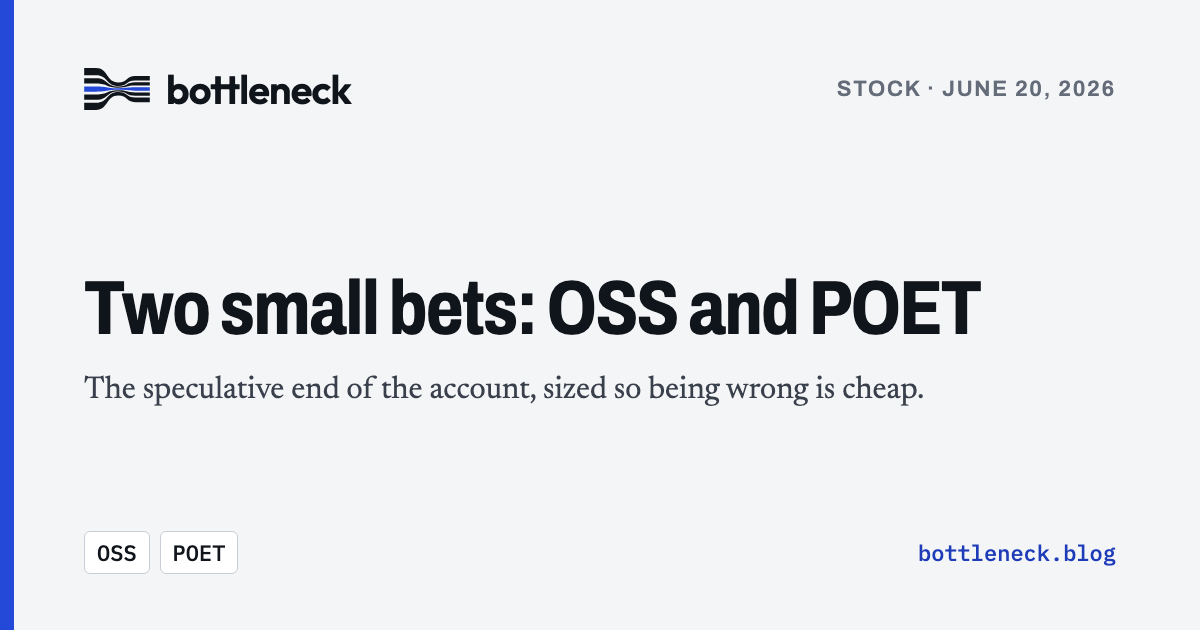 bottleneck
STOCK · JUNE 20, 2026
Two small bets: OSS and POET
The speculative end of the account, sized so being wrong is cheap.
OSS
POET
bottleneck.blog